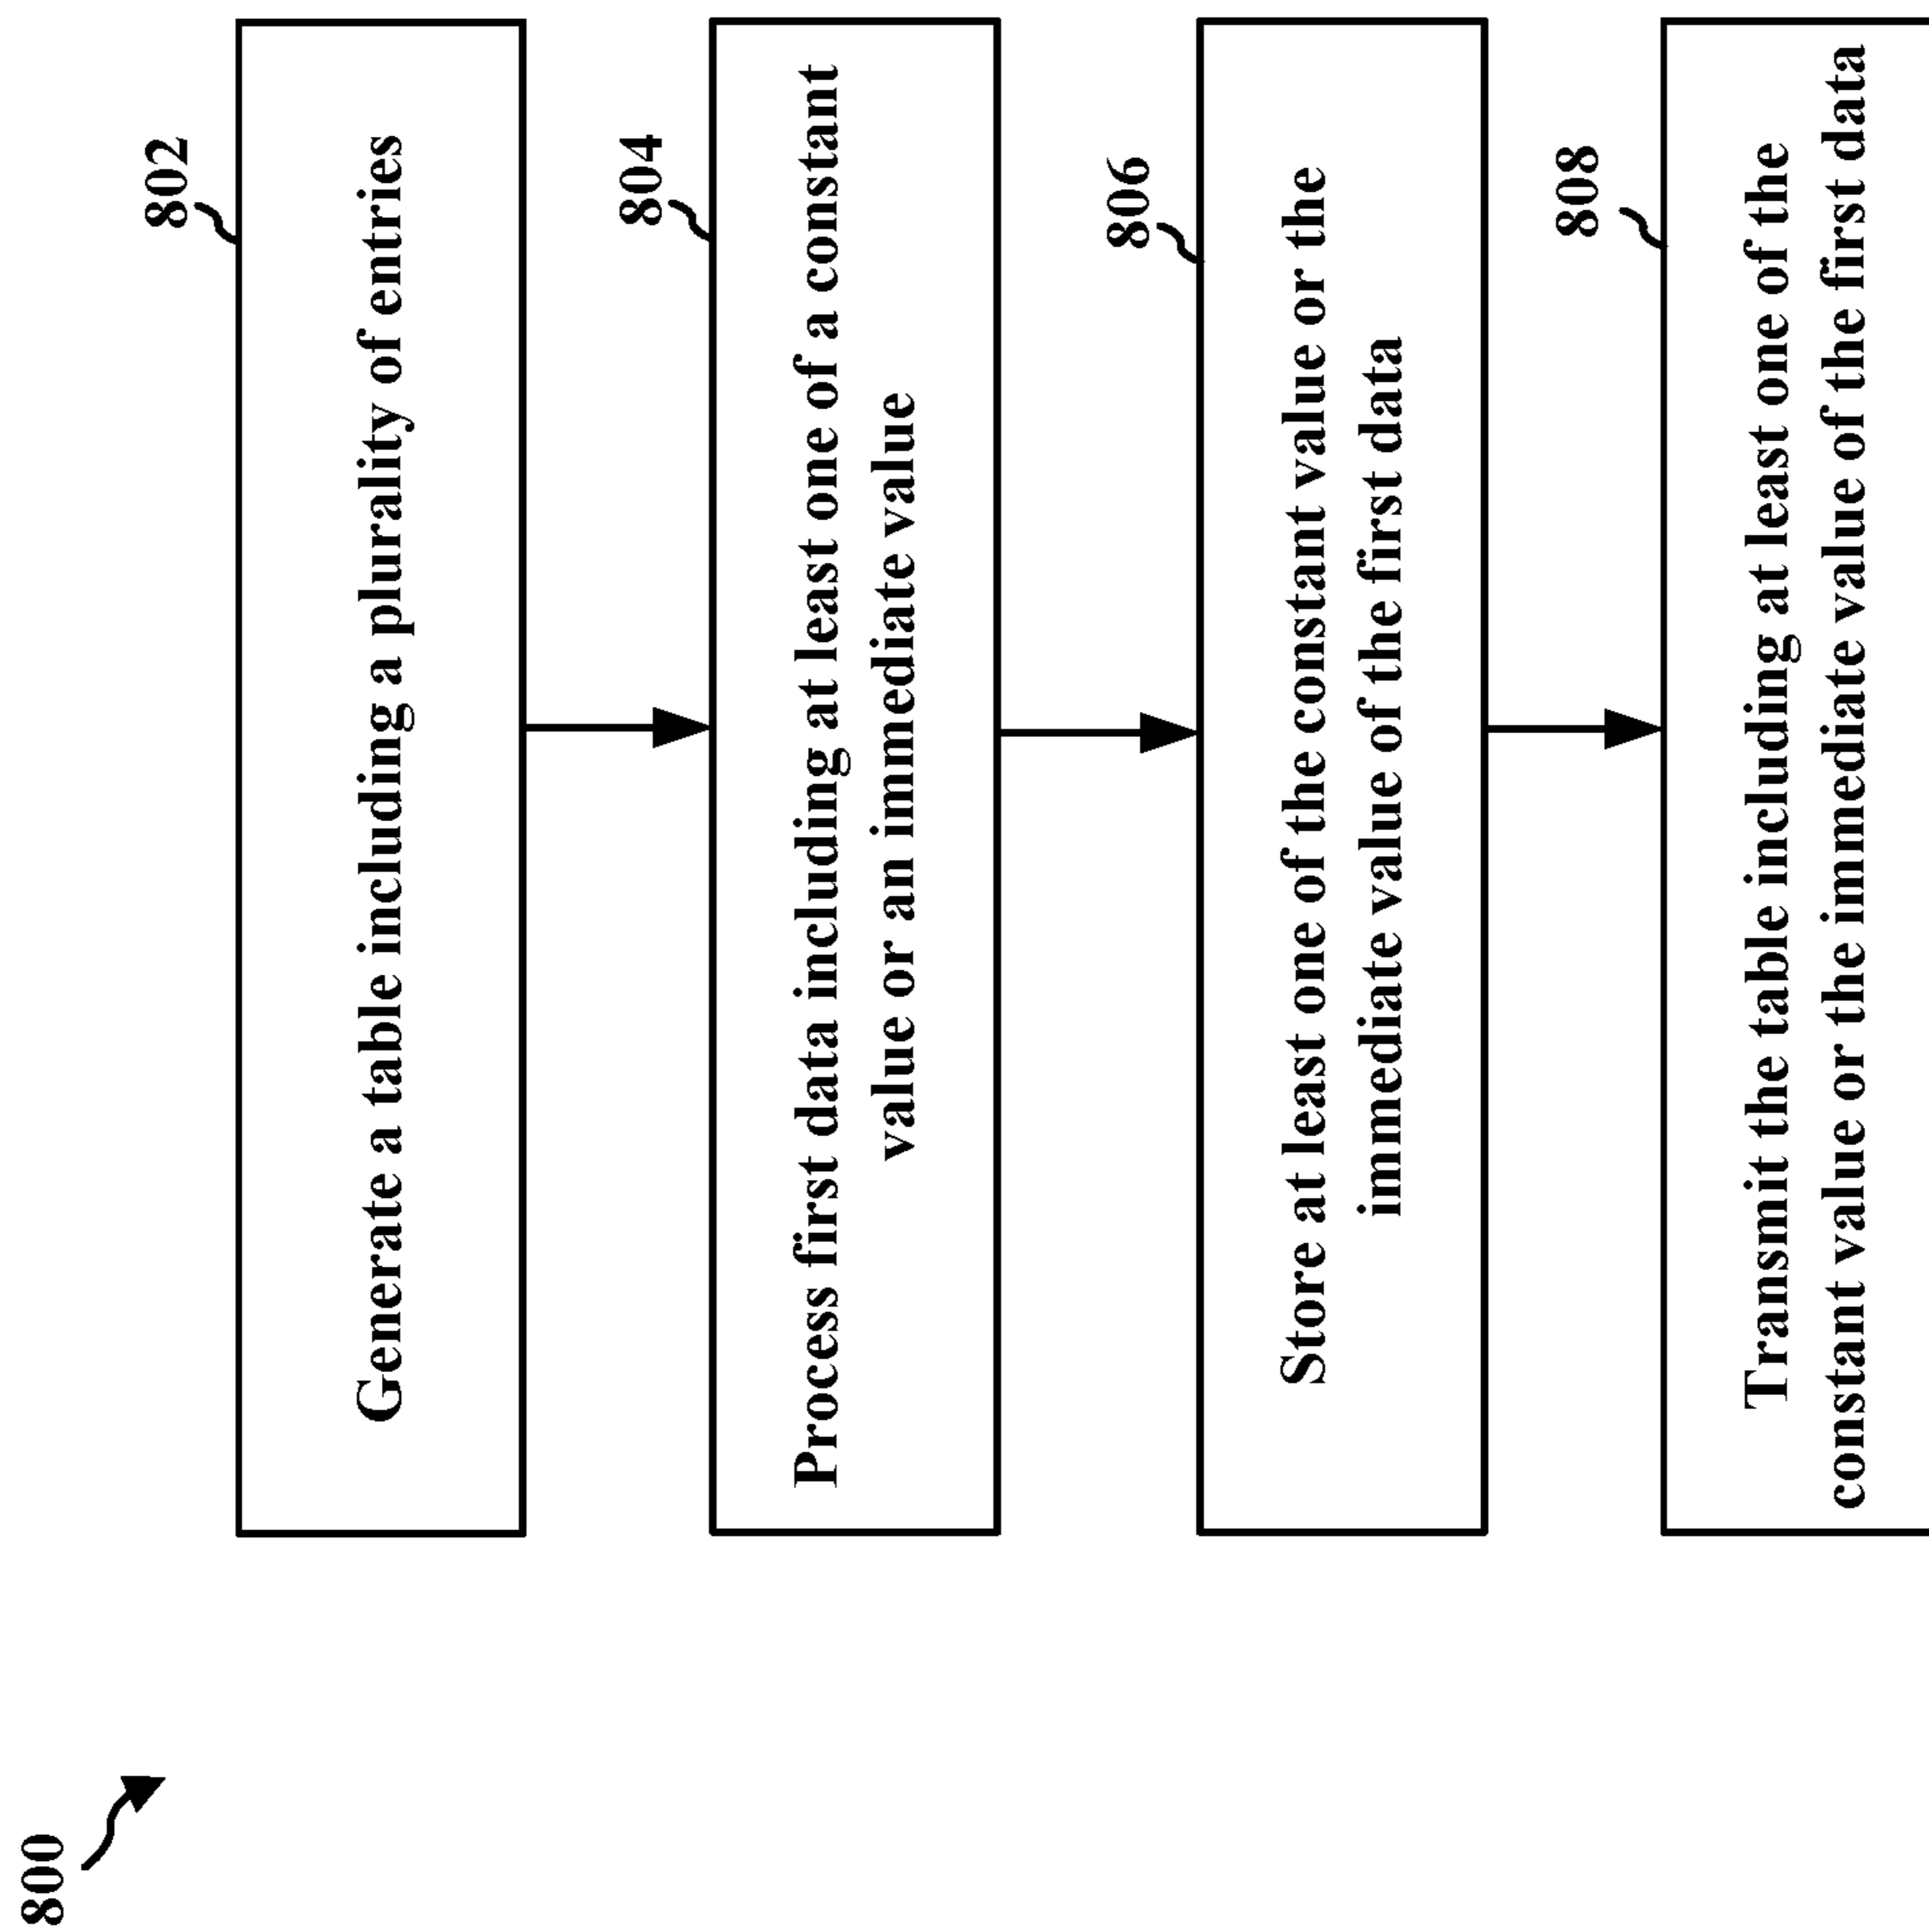 800
802
Generate a table including a plurality of entries
804
Process first data including at least one of a constant
value or an immediate value
806
Store at least one of the constant value or the
immediate value of the first data
808
Transmit the table including at least one of the
constant value or the immediate value of the first data